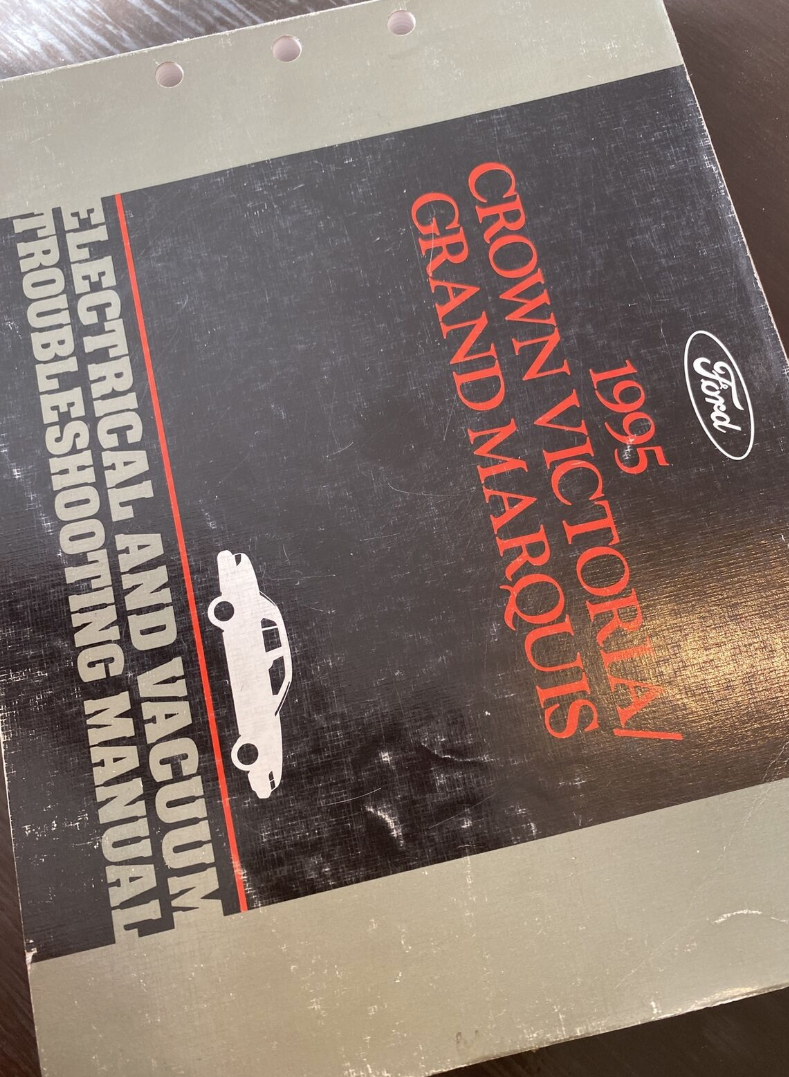 Ford
1995
CROWN VICTORIA/
GRAND MARQUIS
ELECTRICAL AND VACUUM
TROUBLESHOOTING MANUAL